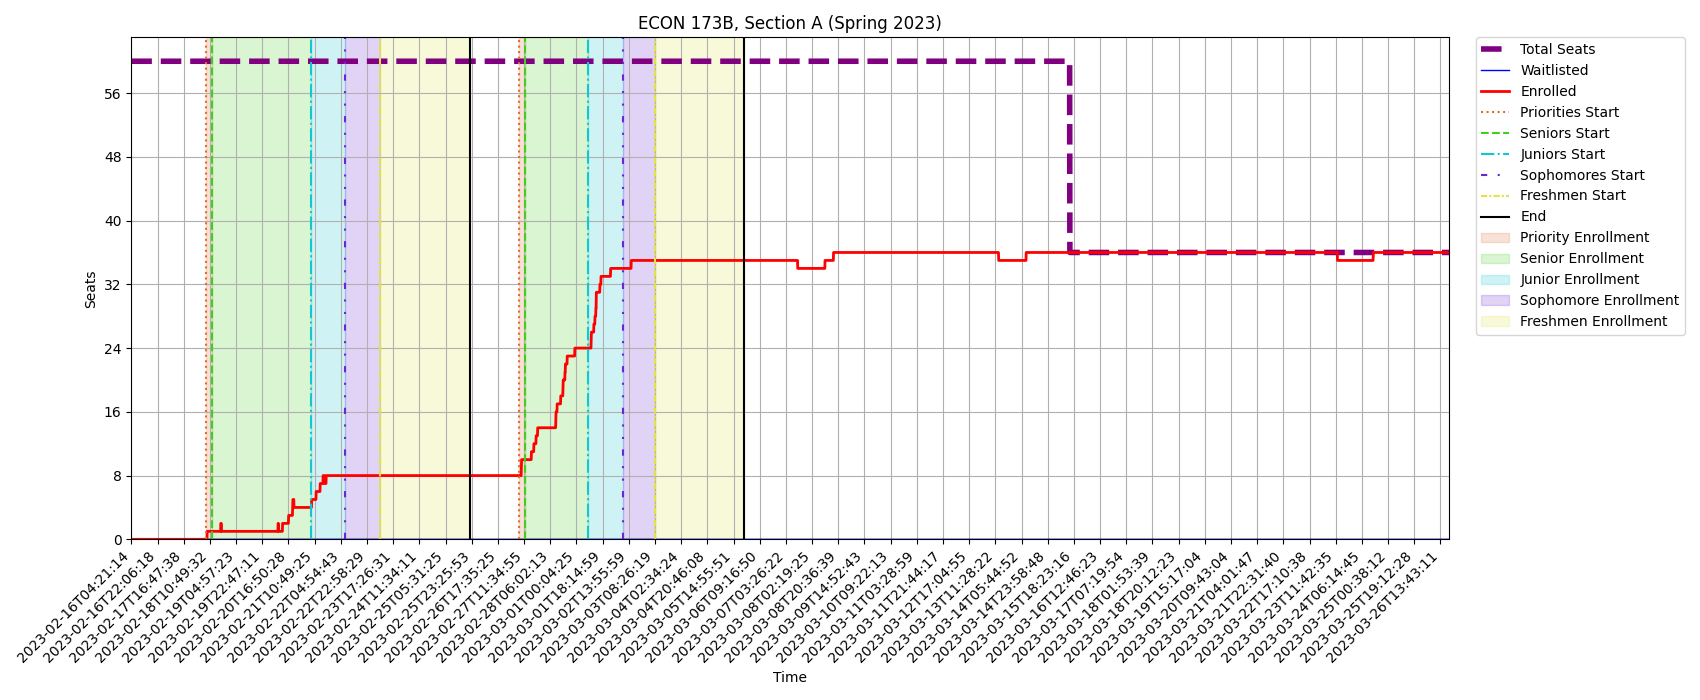 ECON 173B, Section A (Spring 2023)
Seats
56
48
40
32
24
16
8
0
2023-02-16T04:21:14
2023-02-16T22:06:18
2023-02-17T16:47:38
2023-02-18T10:49:32
2023-02-19T04:57:23
2023-02-19T22:47:11
2023-02-20T16:50:28
2023-02-21T10:49:25
2023-02-22T04:54:43
2023-02-22T22:58:29
2023-02-23T17:26:31
2023-02-24T11:34:11
2023-02-25T05:31:25
2023-02-25T23:25:53
2023-02-26T17:35:25
2023-02-27T11:34:55
2023-02-28T06:02:13
2023-03-01T00:04:25
2023-03-01T18:14:59
2023-03-02T13:55:59
2023-03-03T08:26:19
2023-03-04T02:34:24
2023-03-04T20:46:08
2023-03-05T14:55:51
2023-03-06T09:16:50
2023-03-07T03:26:22
2023-03-08T02:19:25
2023-03-08T20:36:39
2023-03-09T14:52:43
2023-03-10T09:22:13
2023-03-11T03:28:59
2023-03-11T21:44:17
2023-03-12T17:04:55
2023-03-13T11:28:22
2023-03-14T05:44:52
2023-03-14T23:58:48
2023-03-15T18:23:16
2023-03-16T12:46:23
2023-03-17T07:19:54
2023-03-18T01:53:39
2023-03-18T20:12:23
2023-03-19T15:17:04
2023-03-20T09:43:04
2023-03-21T04:01:47
2023-03-21T22:31:40
2023-03-22T17:10:38
2023-03-23T11:42:35
2023-03-24T06:14:45
2023-03-25T00:38:12
2023-03-25T19:12:28
2023-03-26T13:43:11
Time
Total Seats
Waitlisted
Enrolled
Priorities Start
Seniors Start
Juniors Start
Sophomores Start
Freshmen Start
End
Priority Enrollment
Senior Enrollment
Junior Enrollment
Sophomore Enrollment
Freshmen Enrollment